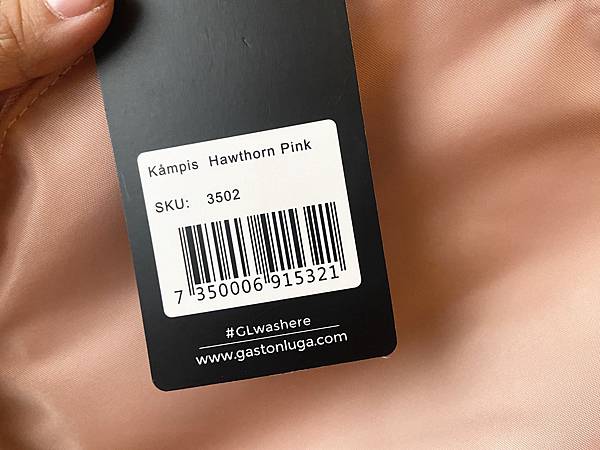 Kåmpis Hawthorn Pink
SKU: 3502
7 350006 915321
#GLwashere
www.gastonluga.com